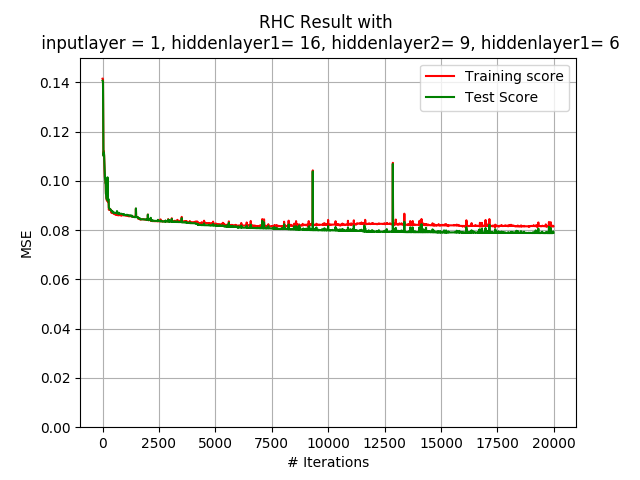 RHC Result with
inputlayer = 1, hiddenlayer1= 16, hiddenlayer2= 9, hiddenlayer1= 6
Training score
Test Score
0.14
0.12
0.10
0.08
0.06
0.04
0.02
0.00
MSE
0 2500 5000 7500 10000 12500 15000 17500 20000
# Iterations